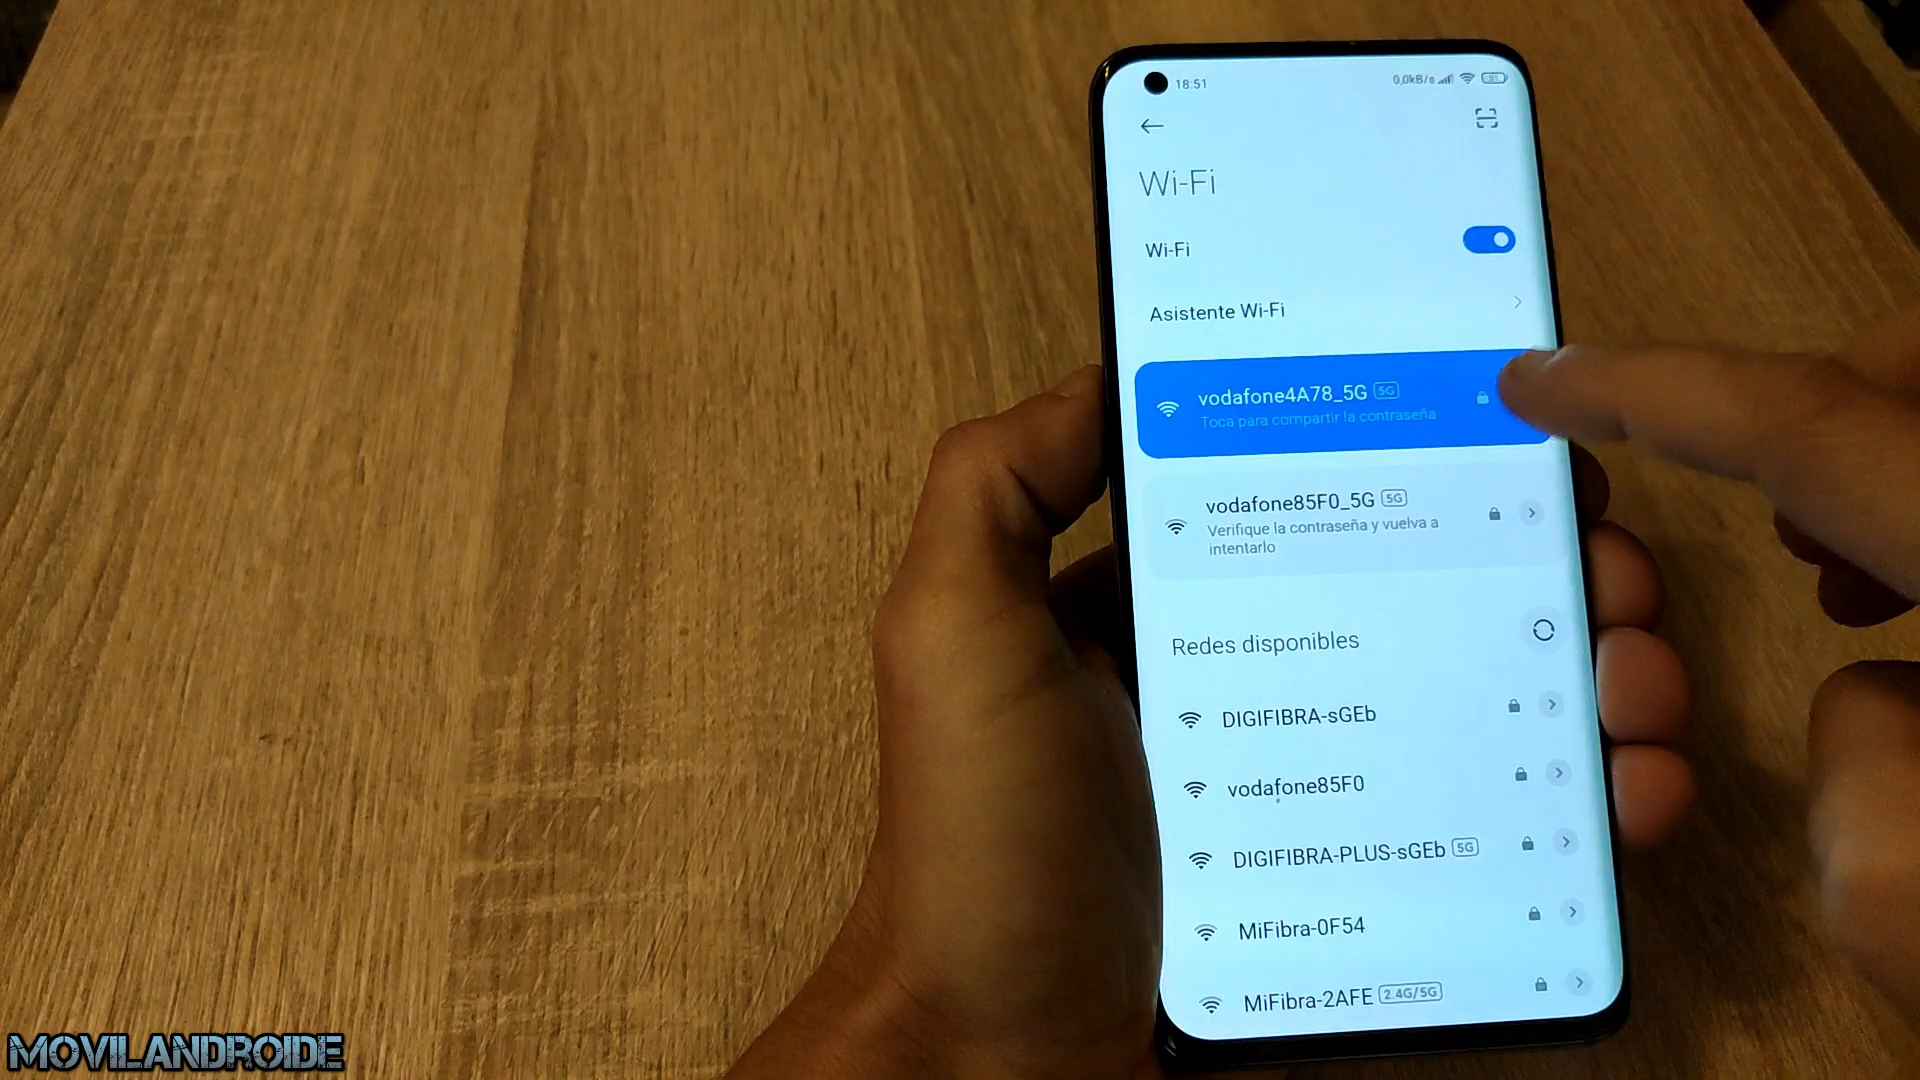 18:51
0,0kB/s
Wi-Fi
Wi-Fi
Asistente Wi-Fi
vodafone4A78_5G 5G
Toca para compartir la contraseña
vodafone85F0_5G 5G
Verifique la contraseña y vuelva a
intentarlo
Redes disponibles
DIGIFIBRA-sGEb
vodafone85F0
DIGIFIBRA-PLUS-sGEb 5G
MiFibra-0F54
MiFibra-2AFE 2.4G/5G
MOVILANDROIDE